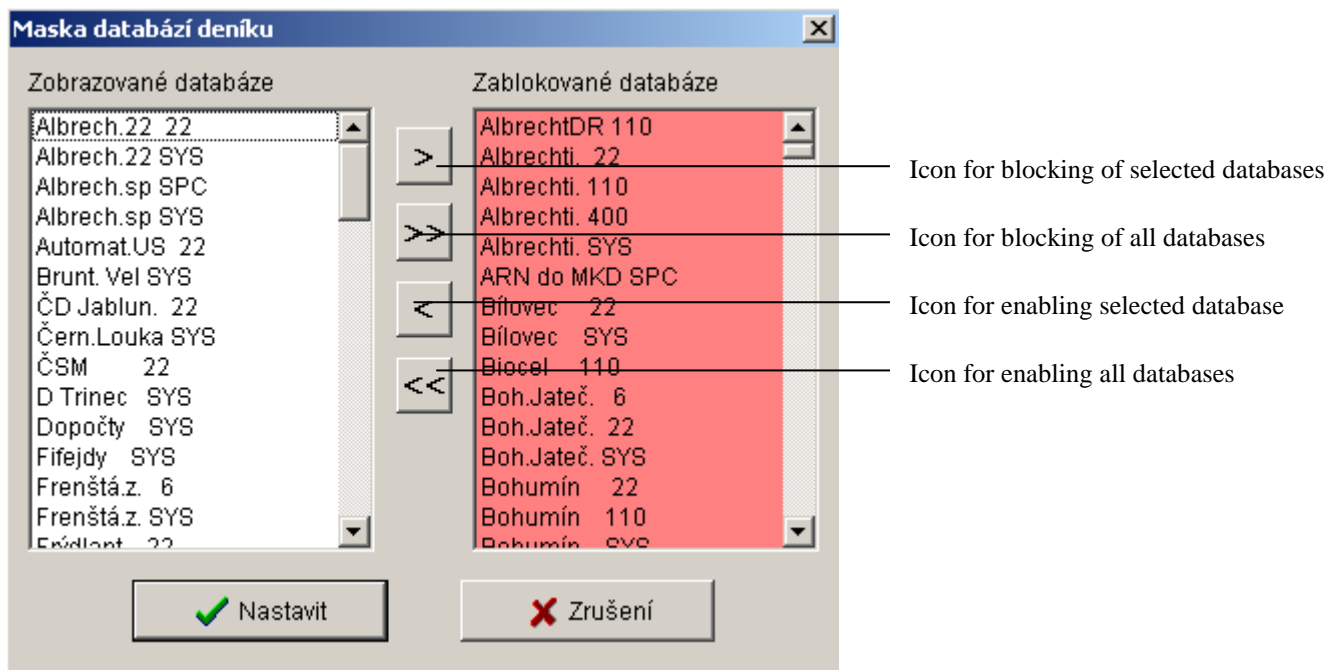 Maska databází deníku
Zobrazované databáze
Albrech.22 22
Albrech.22 SYS
Albrech.sp SPC
Albrech.sp SYS
Automat.US 22
Brunt. Vel SYS
ČD Jablun. 22
Čern.Louka SYS
ČSM 22
D Trinec SYS
Dopočty SYS
Fifejdy SYS
Frenštá.z. 6
Frenštá.z. SYS
Frýdlant 22
>
>>
<
<<
Zablokované databáze
AlbrechtDR 110
Albrechti. 22
Albrechti. 110
Albrechti. 400
Albrechti. SYS
ARN do MKD SPC
Bílovec 22
Bílovec SYS
Biocel 110
Boh.Jateč. 6
Boh.Jateč. 22
Boh.Jateč. SYS
Bohumín 22
Bohumín 110
Bohumín SYS
Icon for blocking of selected databases
Icon for blocking of all databases
Icon for enabling selected database
Icon for enabling all databases
Nastavit
Zrušení